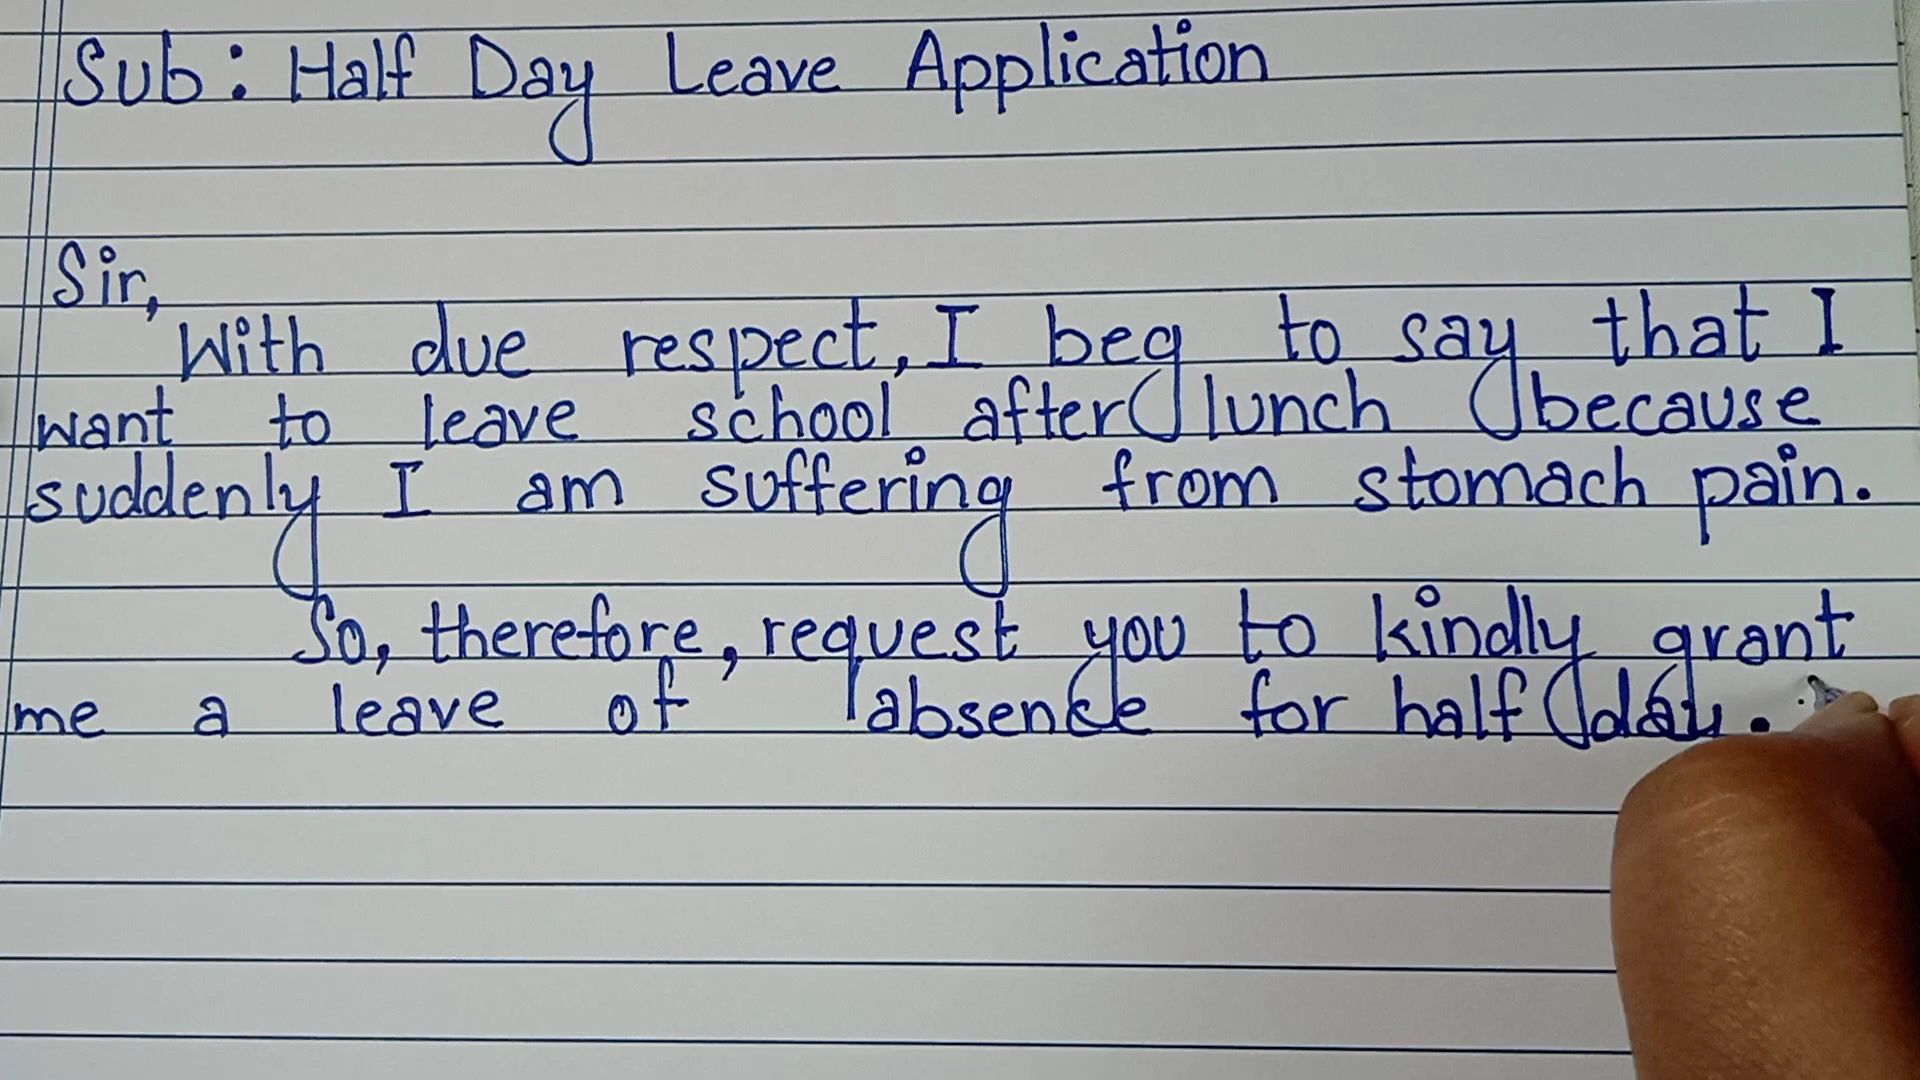 Sub: Half Day Leave Application
Sir,
With due respect, I beg to say that I
want to leave school after lunch because
suddenly I am suffering from stomach pain.
So, therefore, request you to kindly grant
me a leave of absence for half day.